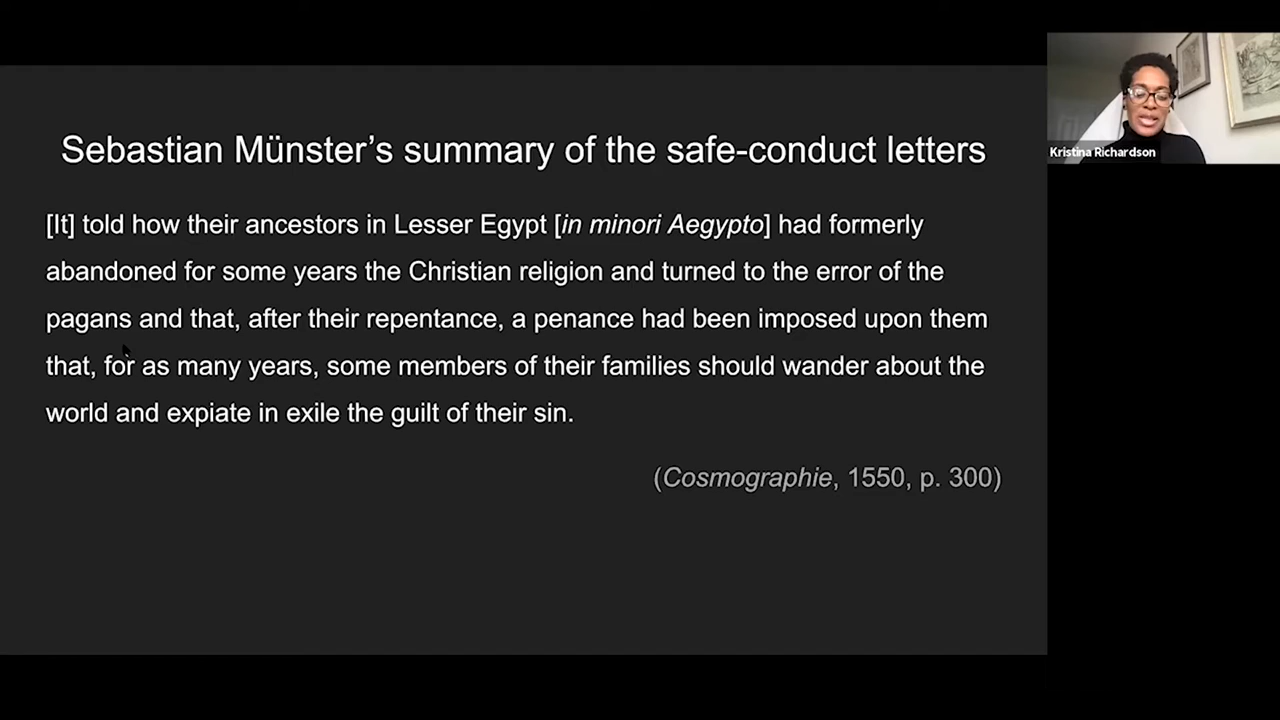 Sebastian Münster’s summary of the safe-conduct letters
[It] told how their ancestors in Lesser Egypt [in minori Aegypto] had formerly
abandoned for some years the Christian religion and turned to the error of the
pagans and that, after their repentance, a penance had been imposed upon them
that, for as many years, some members of their families should wander about the
world and expiate in exile the guilt of their sin.
(Cosmographie, 1550, p. 300)
Kristina Richardson